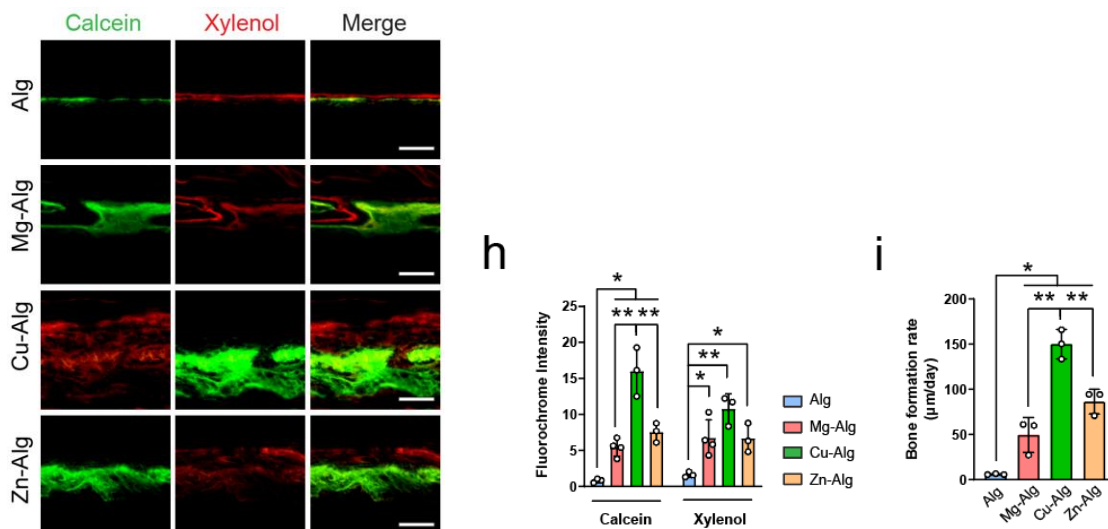 Calcein Xylenol Merge
Alg
Mg-Alg
Cu-Alg
Zn-Alg
h
Fluorochrome Intensity
25
20
15
10
5
0
*
** **
*
**
*
Calcein Xylenol
Alg
Mg-Alg
Cu-Alg
Zn-Alg
i
Bone formation rate
(µm/day)
200
150
100
50
0
*
** **
Alg
Mg-Alg
Cu-Alg
Zn-Alg